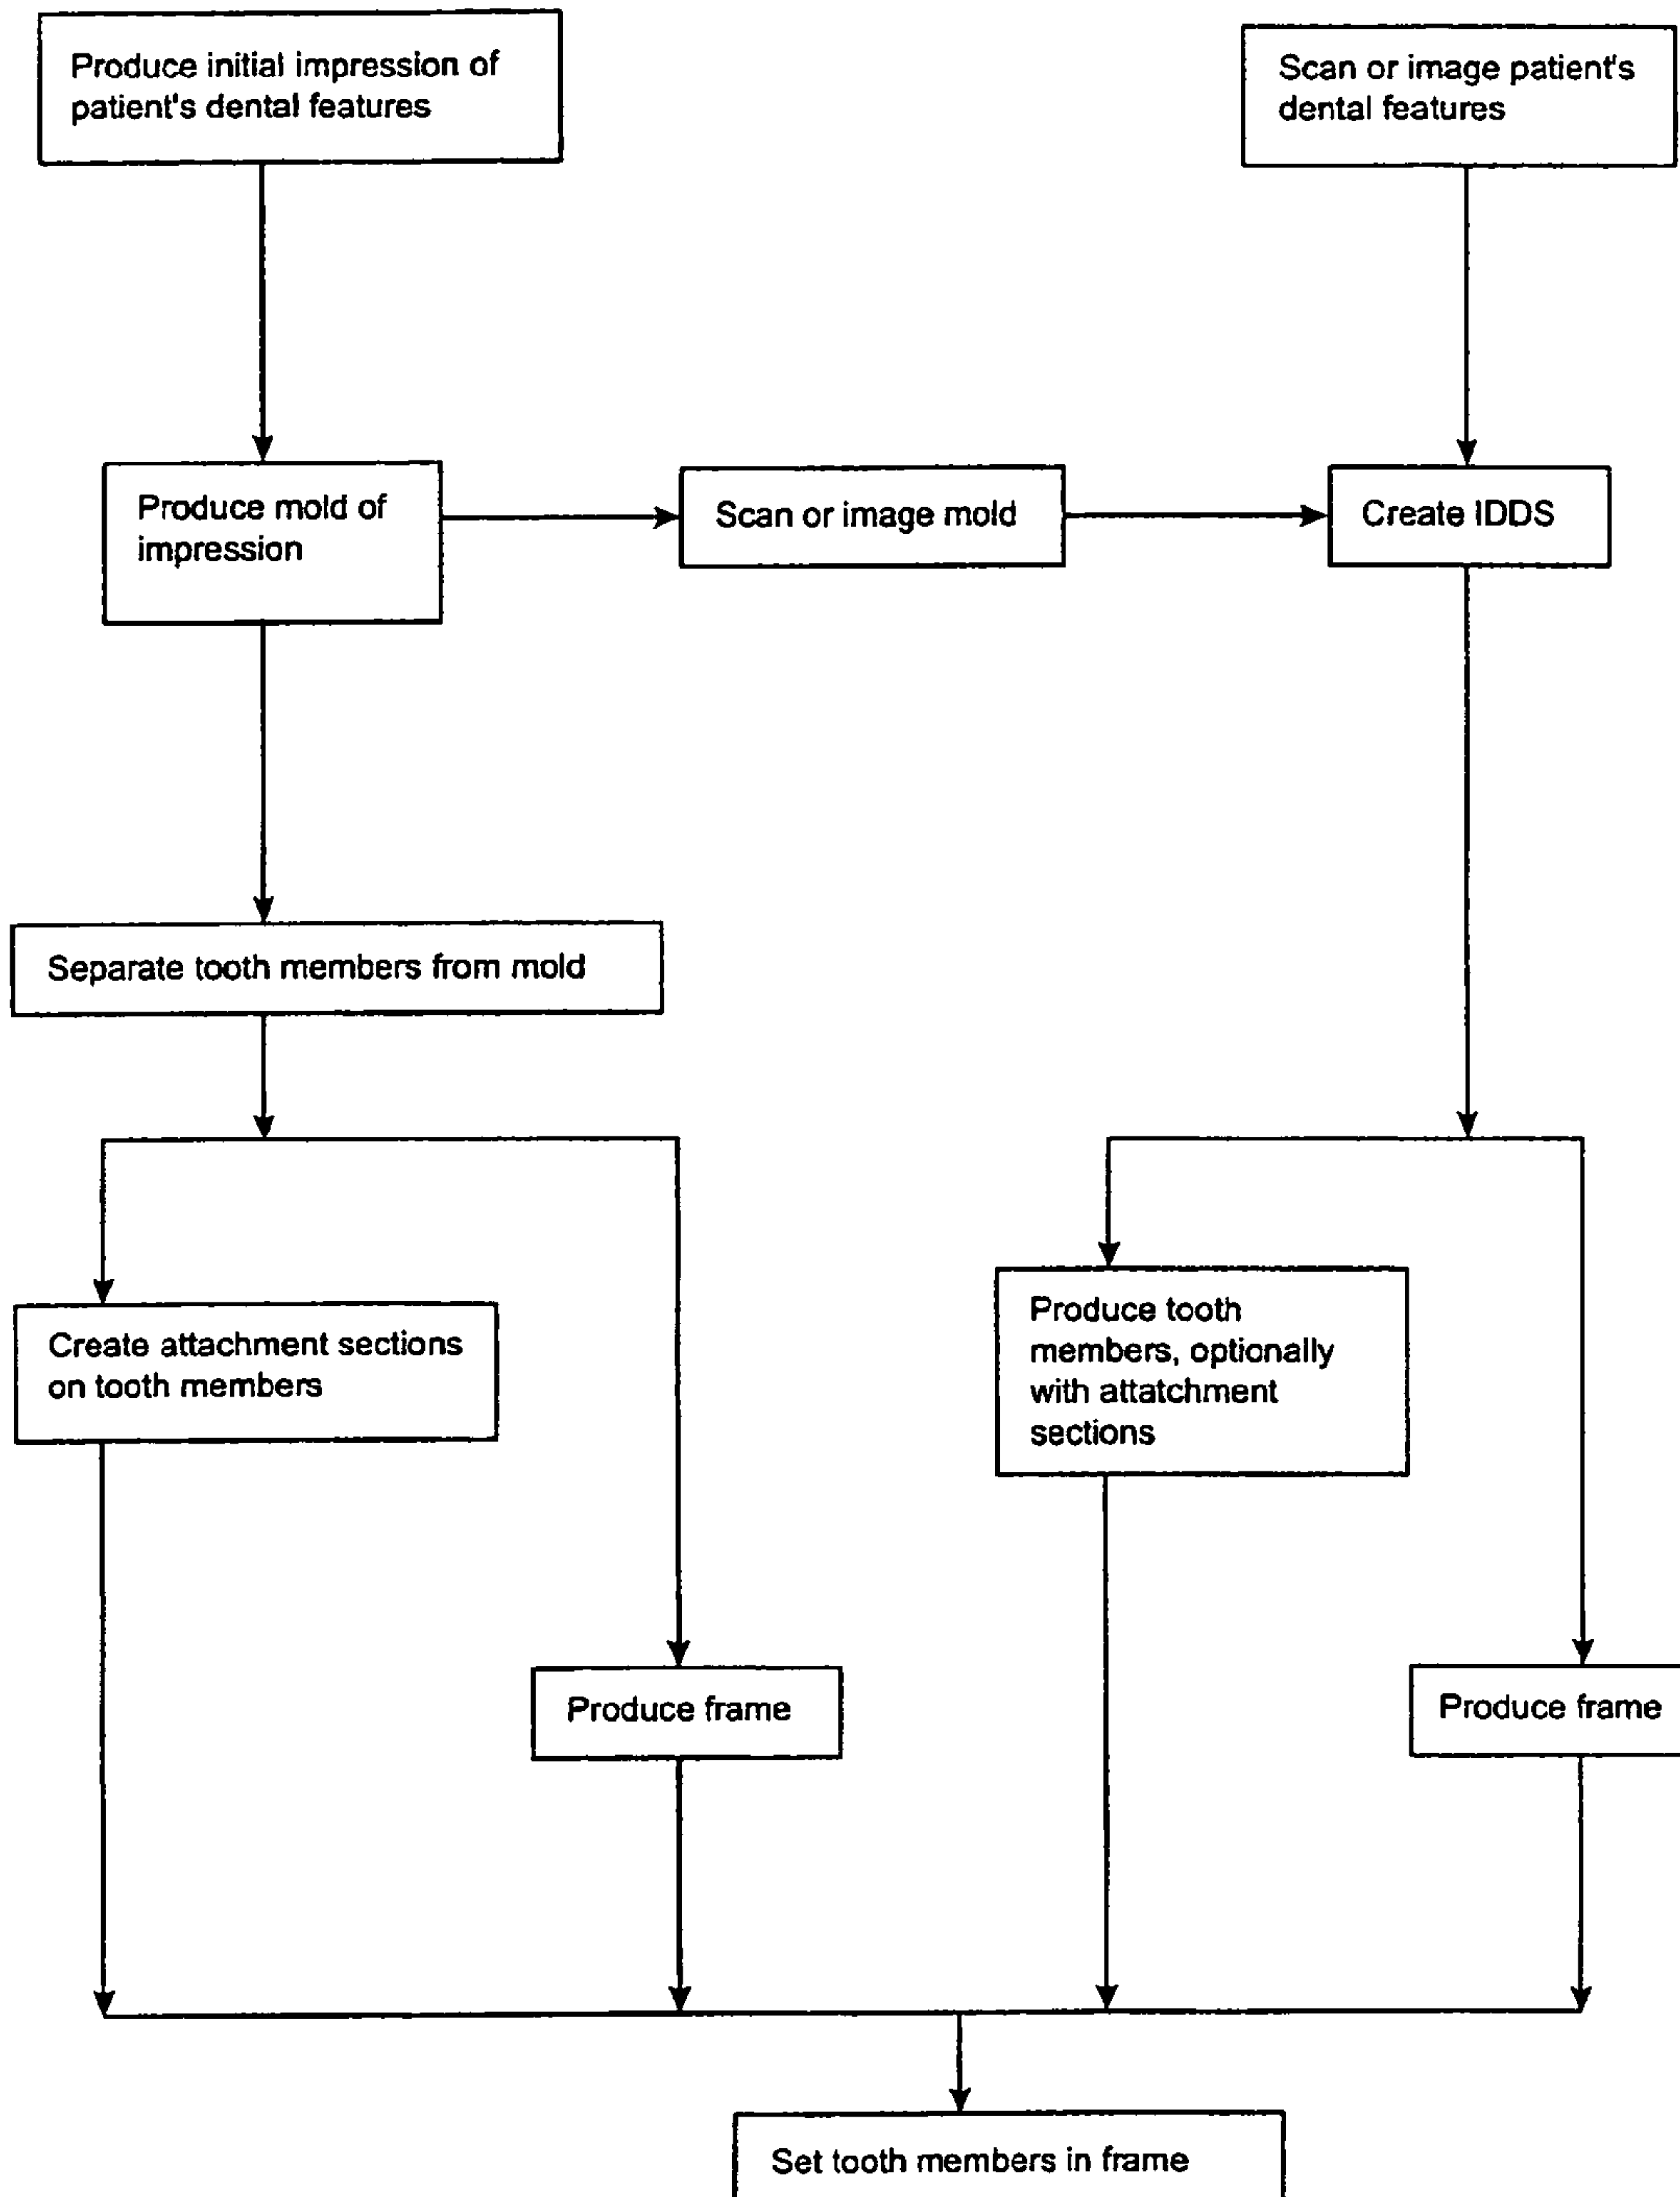 Produce initial impression of
patient's dental features
Scan or image patient's
dental features
Produce mold of
impression
Scan or image mold
Create IDDS
Separate tooth members from mold
Create attachment sections
on tooth members
Produce tooth
members, optionally
with attatchment
sections
Produce frame
Produce frame
Set tooth members in frame